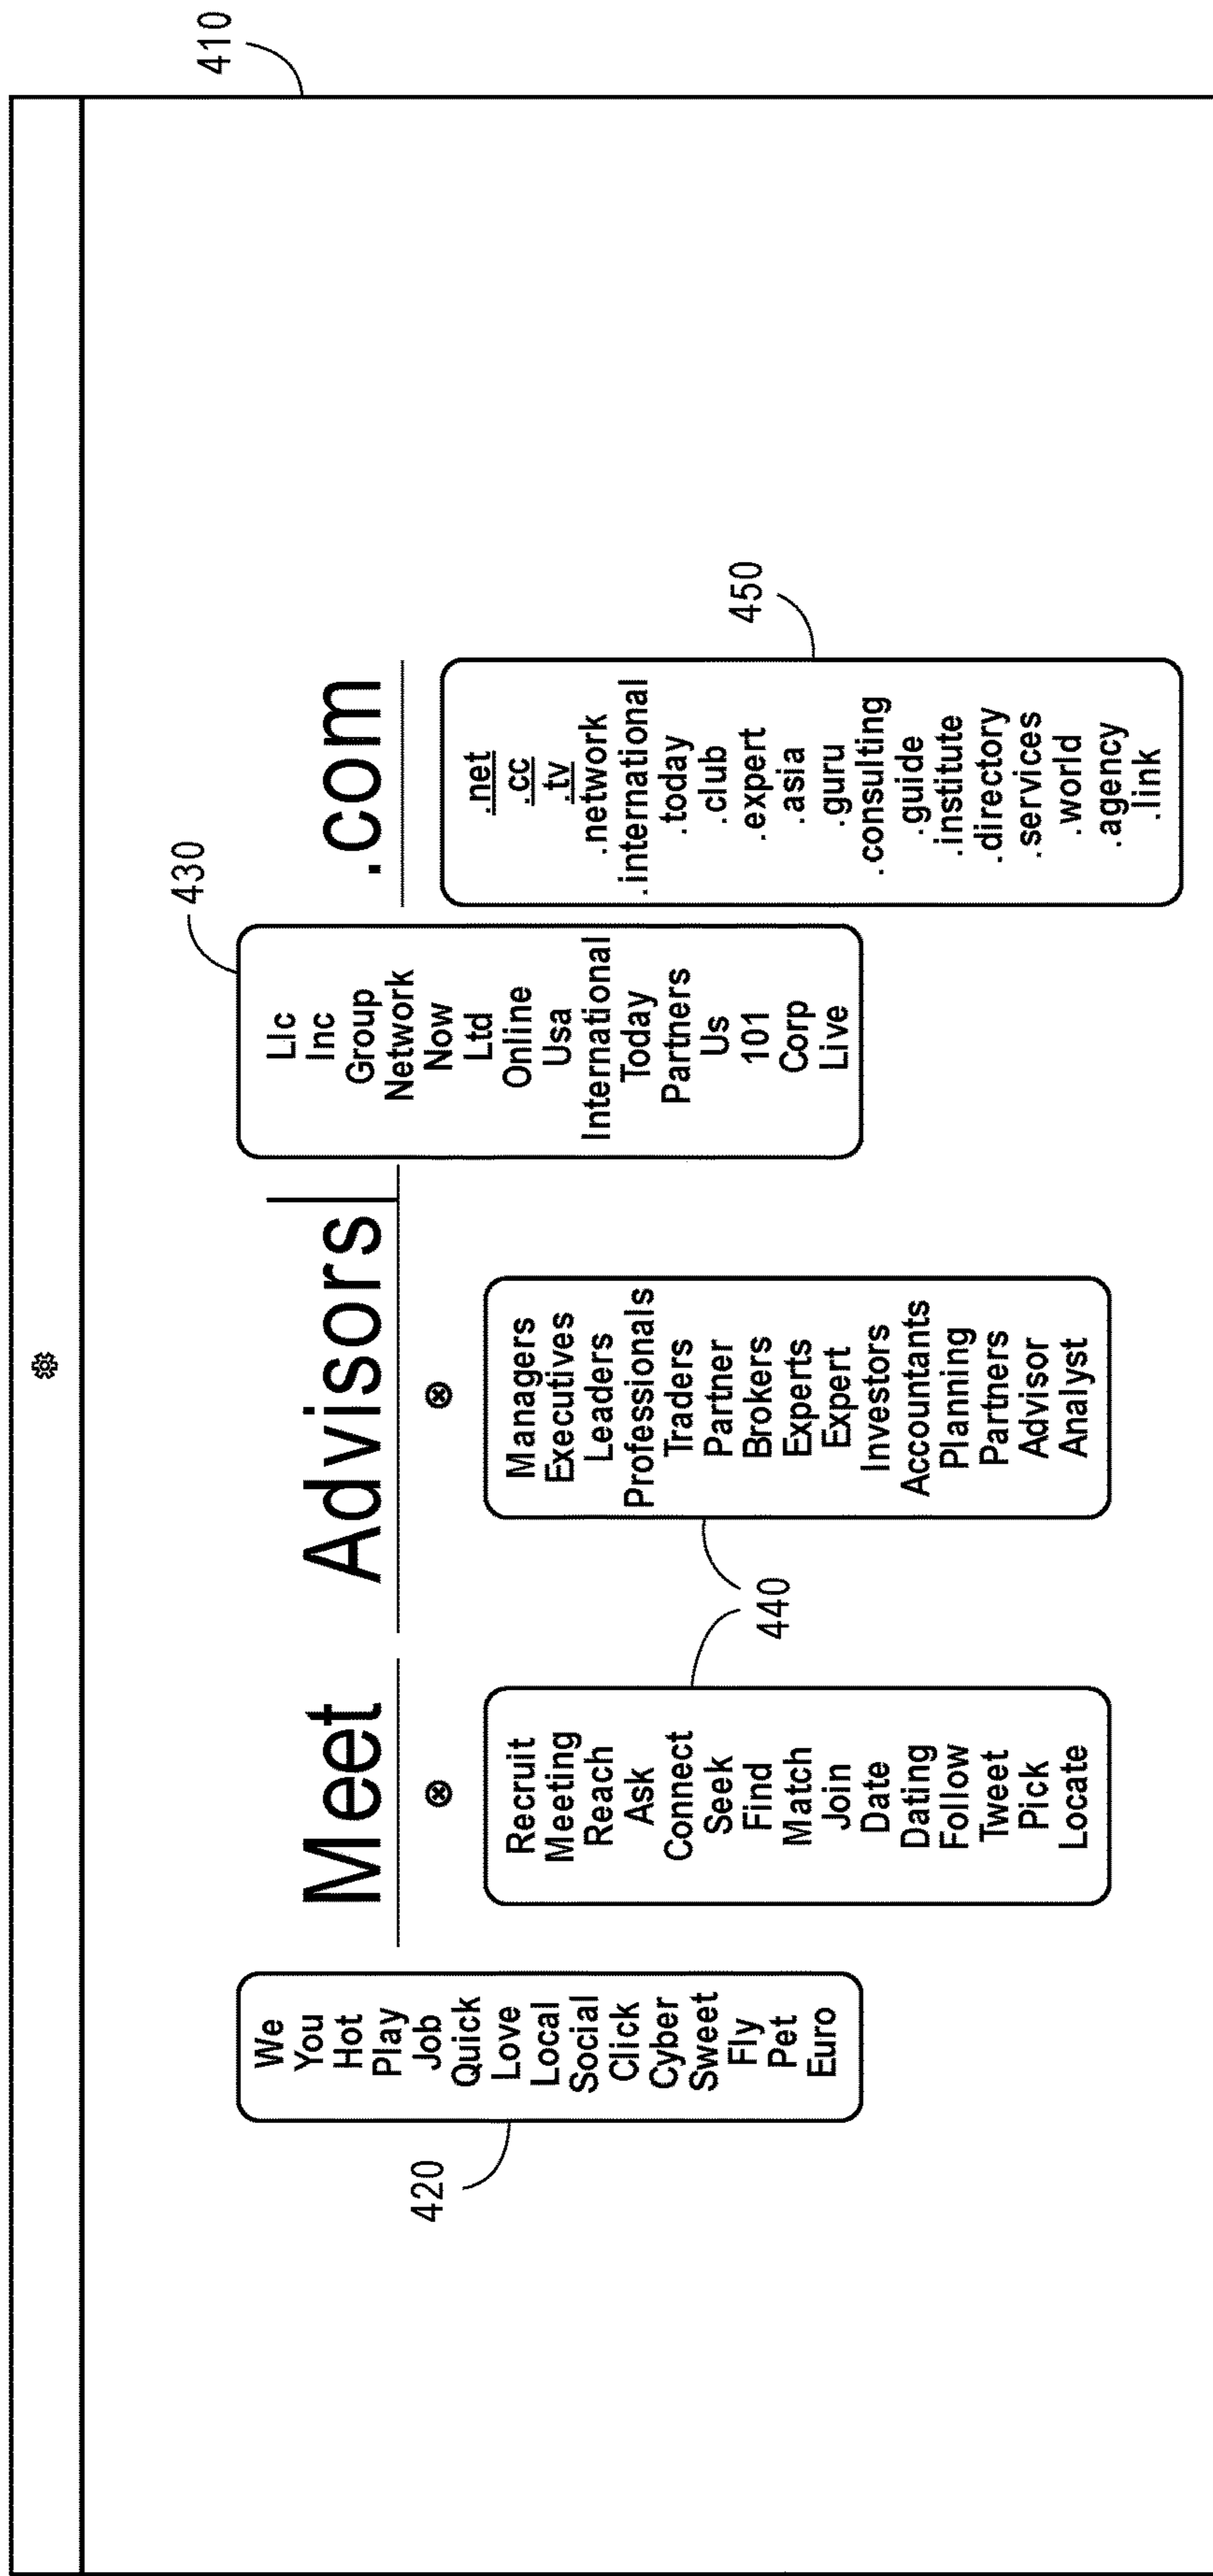 410
Meet Advisors .com
420
We
You
Hot
Play
Job
Quick
Love
Local
Social
Click
Cyber
Sweet
Fly
Pet
Euro
440
Recruit
Meeting
Reach
Ask
Connect
Seek
Find
Match
Join
Date
Dating
Follow
Tweet
Pick
Locate
Managers
Executives
Leaders
Professionals
Traders
Partner
Brokers
Experts
Expert
Investors
Accountants
Planning
Partners
Advisor
Analyst
430
Llc
Inc
Group
Network
Now
Ltd
Online
Usa
International
Today
Partners
Us
101
Corp
Live
450
.net
.cc
.tv
.network
.international
.today
.club
.expert
.asia
.guru
.consulting
.guide
.institute
.directory
.services
.world
.agency
.link